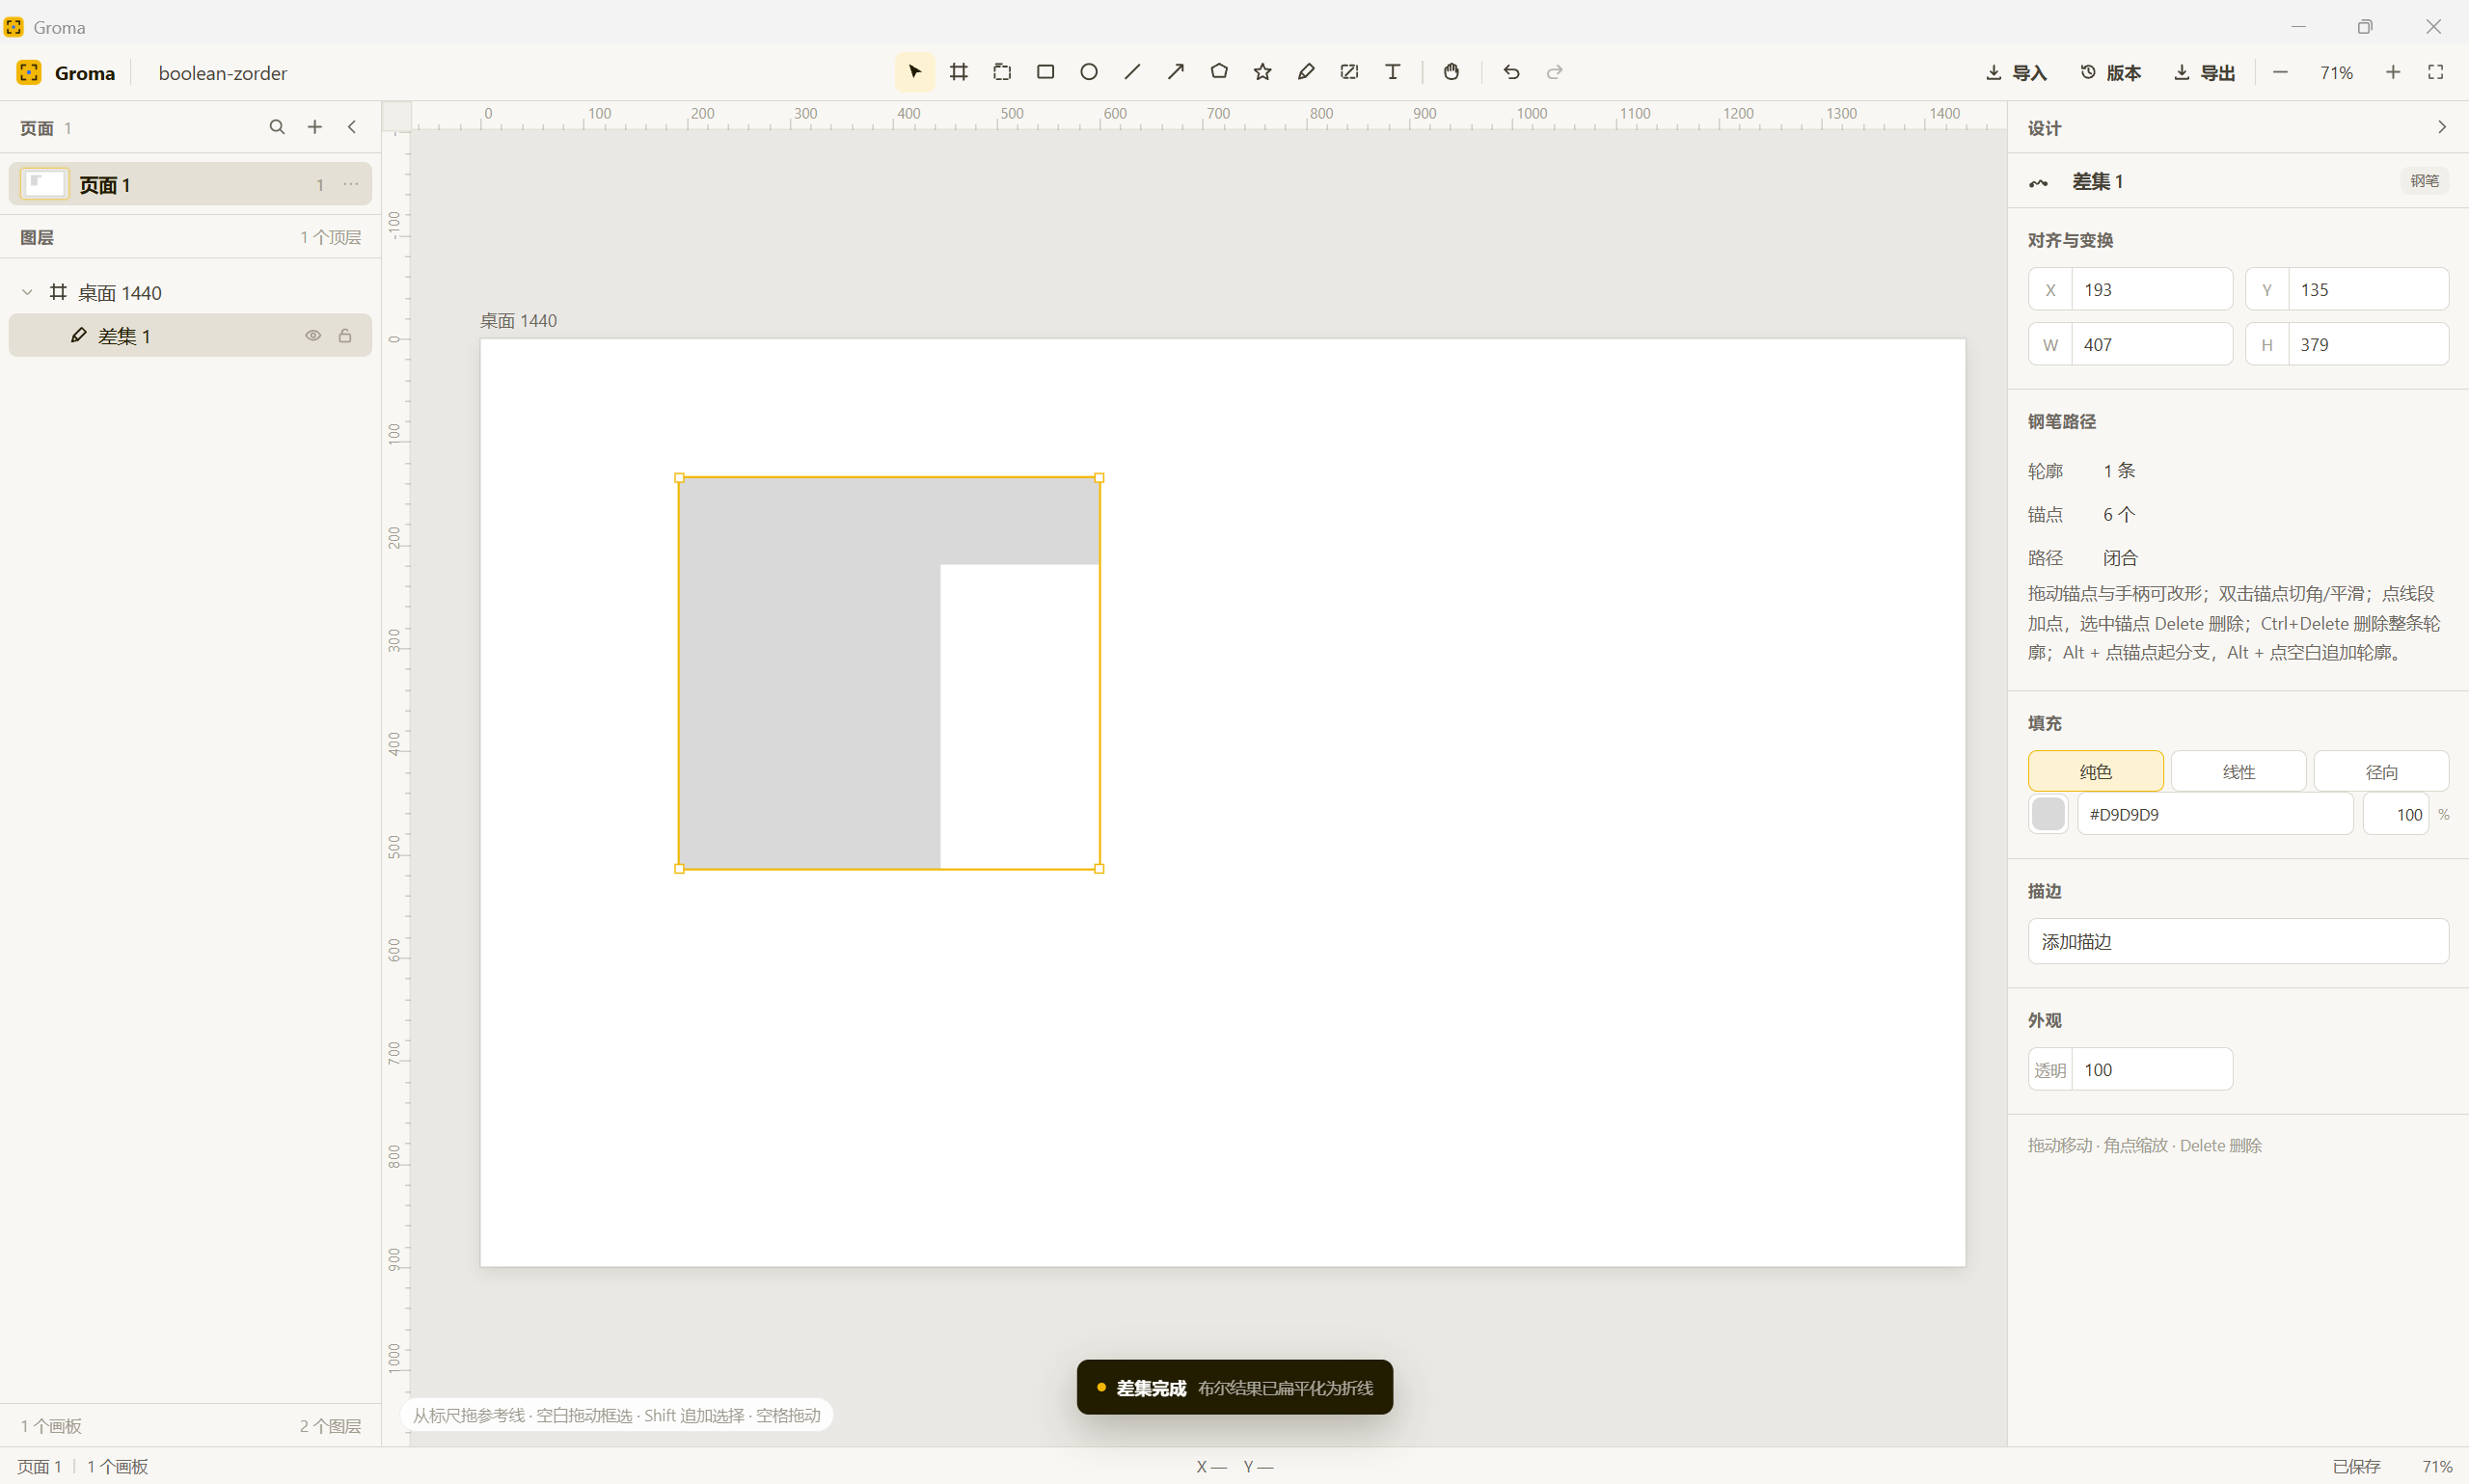 Groma
Groma
boolean-zorder
导入
版本
导出
71%
页面 1
页面 1
1
图层
1 个顶层
桌面 1440
差集 1
0 100 200 300 400 500 600 700 800 900 1000 1100 1200 1300 1400
-100
0
100
200
300
400
500
600
700
800
900
1000
桌面 1440
设计
差集 1
钢笔
对齐与变换
X 193
Y 135
W 407
H 379
钢笔路径
轮廓 1 条
锚点 6 个
路径 闭合
拖动锚点与手柄可改形；双击锚点切角/平滑；点线段
加点，选中锚点 Delete 删除；Ctrl+Delete 删除整条轮
廓；Alt + 点锚点起分支，Alt + 点空白追加轮廓。
填充
纯色
线性
径向
#D9D9D9
100 %
描边
添加描边
外观
透明 100
拖动移动 · 角点缩放 · Delete 删除
差集完成 布尔结果已扁平化为折线
从标尺拖参考线 · 空白拖动框选 · Shift 追加选择 · 空格拖动
1 个画板
2 个图层
页面 1
1 个画板
X — Y —
已保存
71%